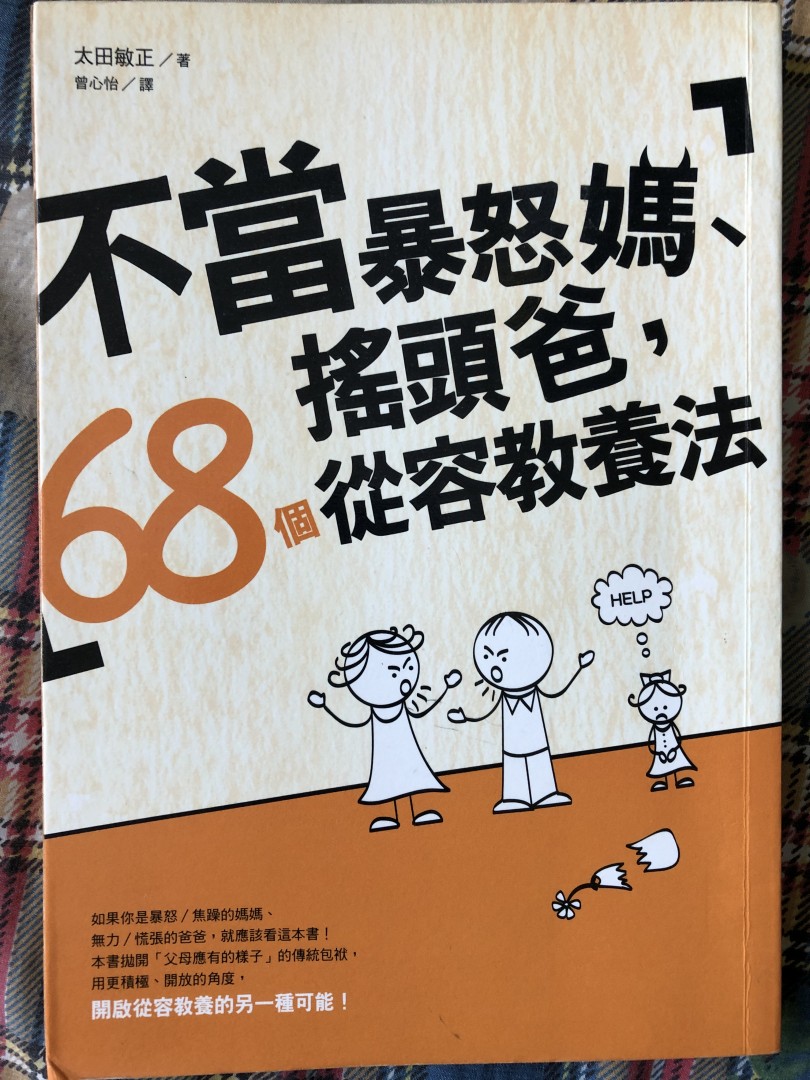 太田敏正／著
曾心怡／譯
「不當暴怒媽、
搖頭爸，
68個從容教養法」
HELP
如果你是暴怒/焦躁的媽媽、
無力/慌張的爸爸，就應該看這本書！
本書拋開「父母應有的樣子」的傳統包袱，
用更積極、開放的角度，
開啟從容教養的另一種可能！